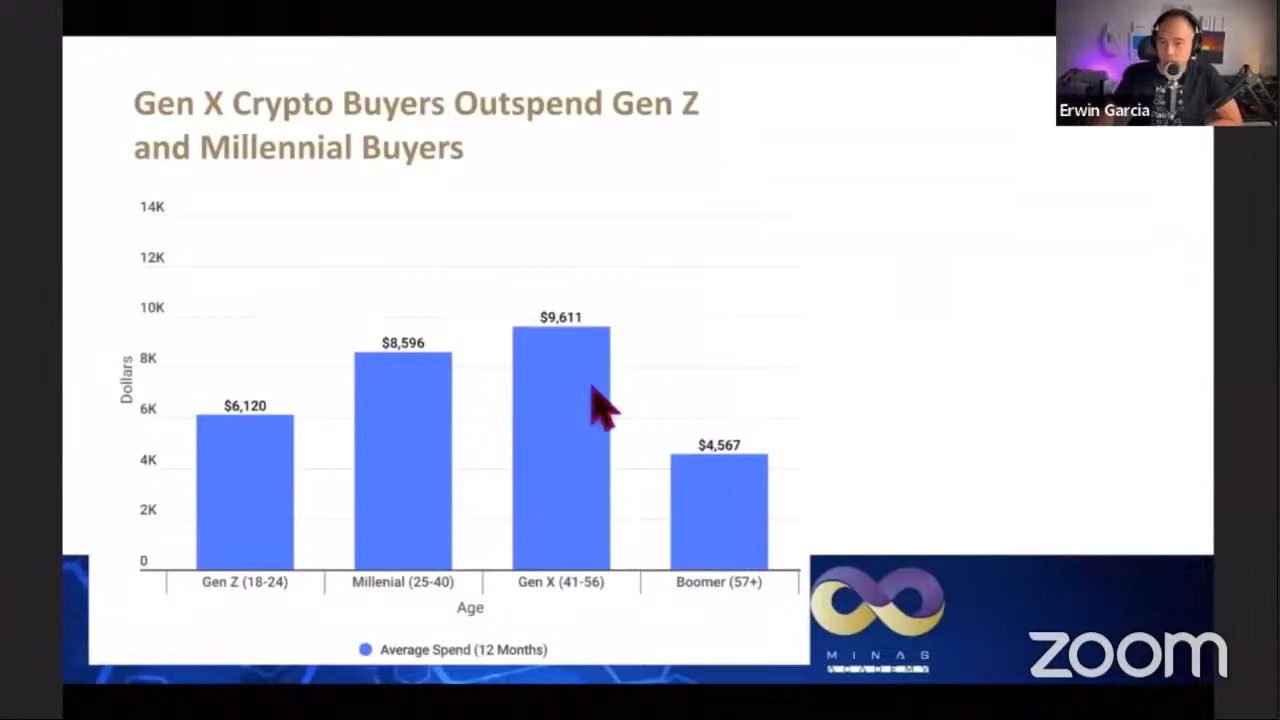 Gen X Crypto Buyers Outspend Gen Z
and Millennial Buyers
Erwin Garcia
14K
12K
10K
8K
6K
4K
2K
0
Dollars
$6,120
$8,596
$9,611
$4,567
Gen Z (18-24)
Millenial (25-40)
Gen X (41-56)
Boomer (57+)
Age
Average Spend (12 Months)
MINAS
ACADEMY
zoom